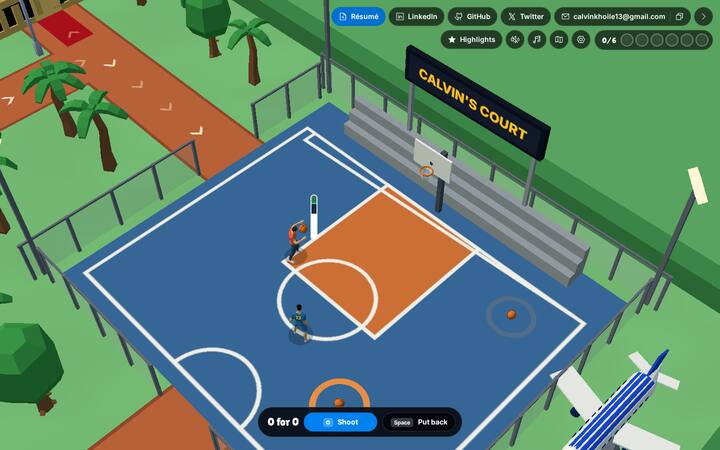 Résumé
LinkedIn
GitHub
Twitter
calvinkhoile13@gmail.com
Highlights
0/6
CALVIN'S COURT
0 for 0
Shoot
Space
Put back